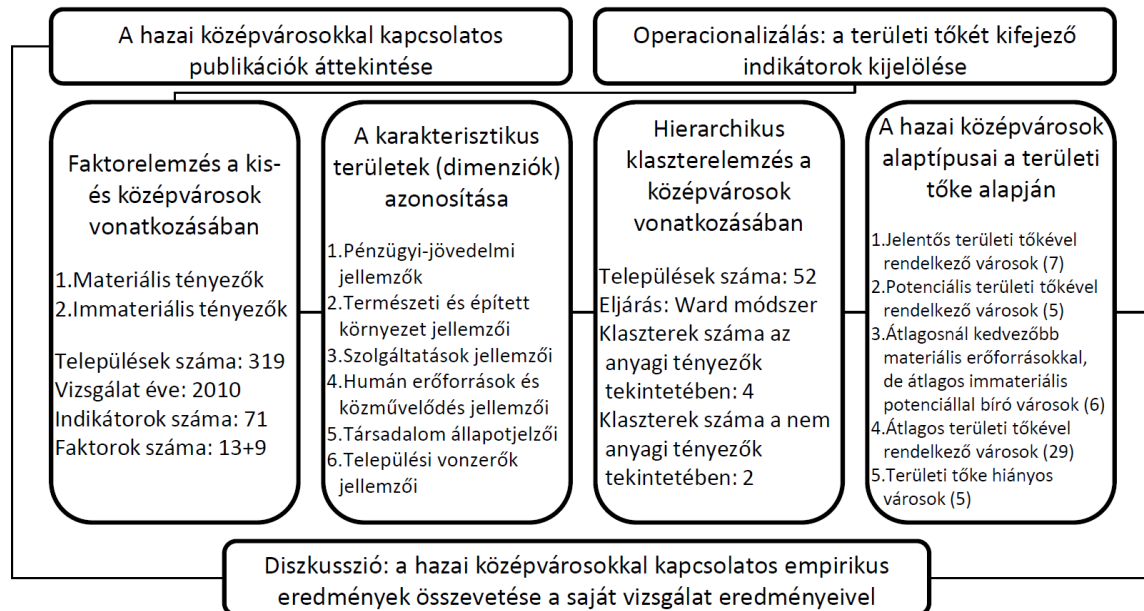 A hazai középvárosokkal kapcsolatos
publikációk áttekintése
Operacionalizálás: a területi tőkét kifejező
indikátorok kijelölése
Faktorelemzés a kis-
és középvárosok
vonatkozásában
1.Materiális tényezők
2.Immateriális tényezők
Települések száma: 319
Vizsgálat éve: 2010
Indikátorok száma: 71
Faktorok száma: 13+9
A karakterisztikus
területek (dimenziók)
azonosítása
1.Pénzügyi-jövedelmi
jellemzők
2.Természeti és épített
környezet jellemzői
3.Szolgáltatások jellemzői
4.Humán erőforrások és
közművelődés jellemzői
5.Társadalom állapotjelzői
6.Települési vonzerők
jellemzői
Hierarchikus
klaszterelemzés a
középvárosok
vonatkozásában
Települések száma: 52
Eljárás: Ward módszer
Klaszterek száma az
anyagi tényezők
tekintetében: 4
Klaszterek száma a nem
anyagi tényezők
tekintetében: 2
A hazai középvárosok
alaptípusai a területi
tőke alapján
1.Jelentős területi tőkével
rendelkező városok (7)
2.Potenciális területi tőkével
rendelkező városok (5)
3.Átlagosnál kedvezőbb
materiális erőforrásokkal,
de átlagos immateriális
potenciállal bíró városok (6)
4.Átlagos területi tőkével
rendelkező városok (29)
5.Területi tőke hiányos
városok (5)
Diszkusszió: a hazai középvárosokkal kapcsolatos empirikus
eredmények összevetése a saját vizsgálat eredményeivel